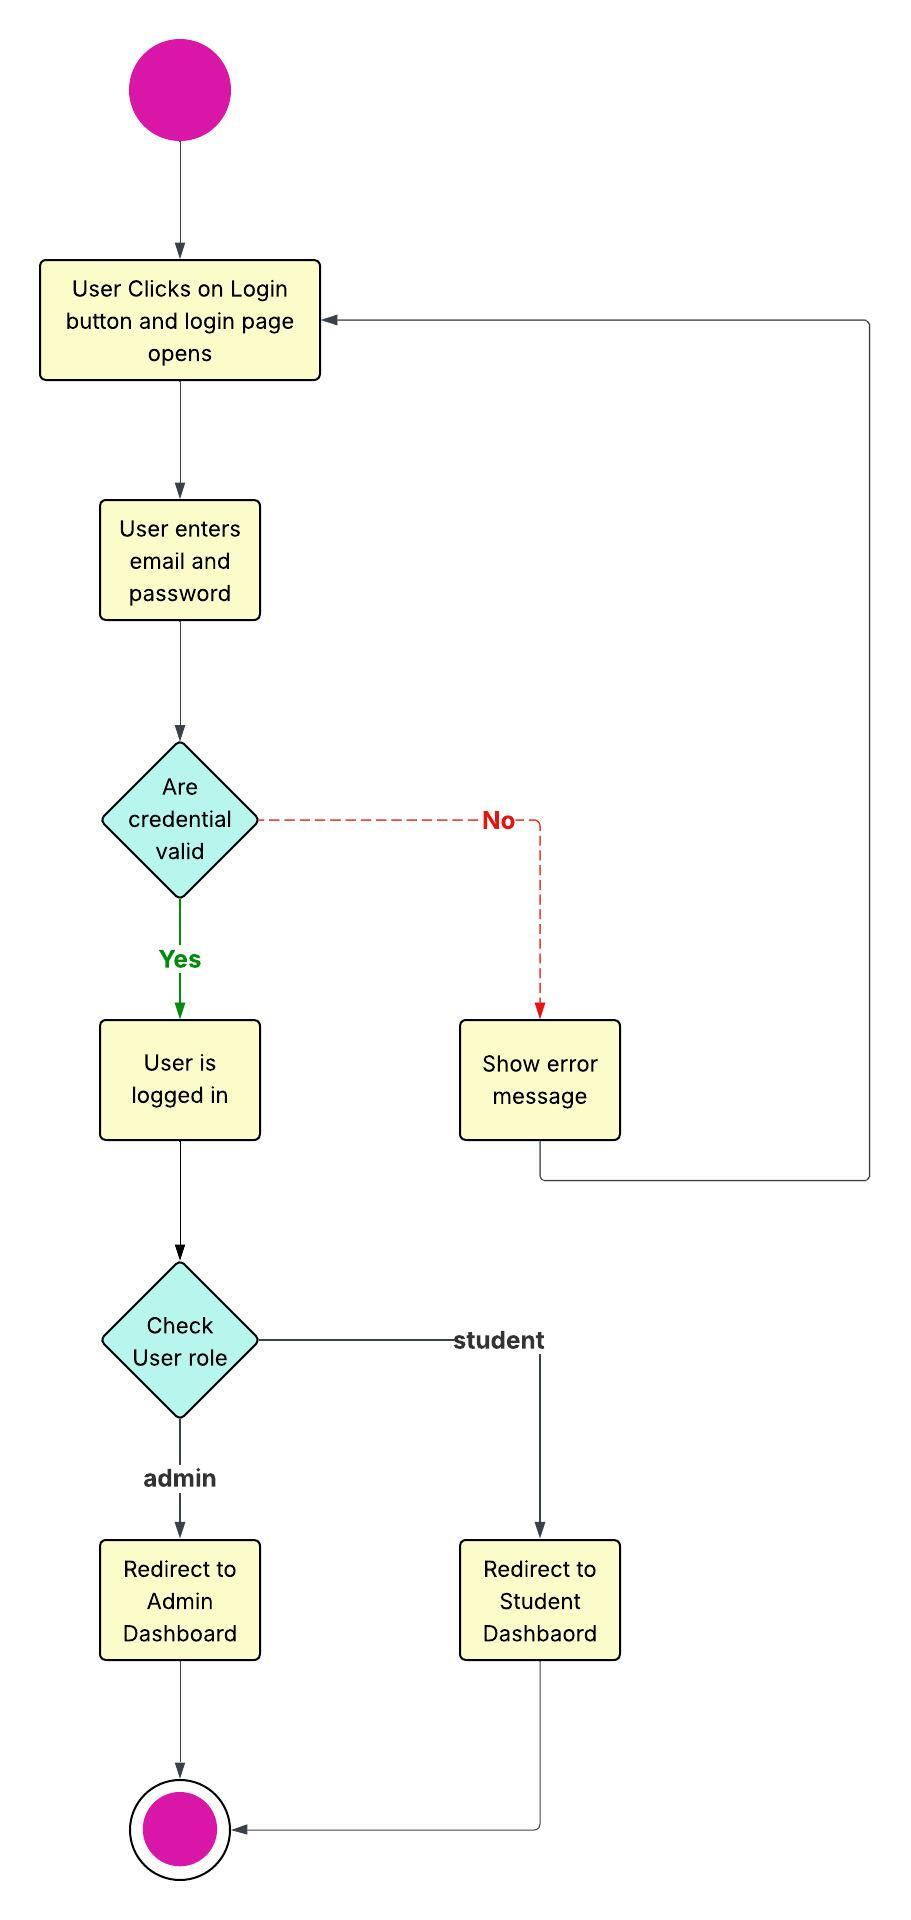 User Clicks on Login
button and login page
opens
User enters
email and
password
Are
credential
valid
No
Yes
User is
logged in
Show error
message
Check
User role
student
admin
Redirect to
Admin
Dashboard
Redirect to
Student
Dashbaord